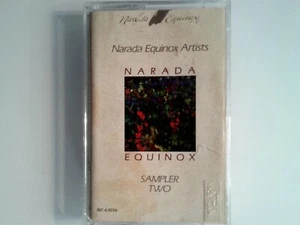 Narada Equinox
Narada Equinox Artists
NARADA
EQUINOX
SAMPLER
TWO